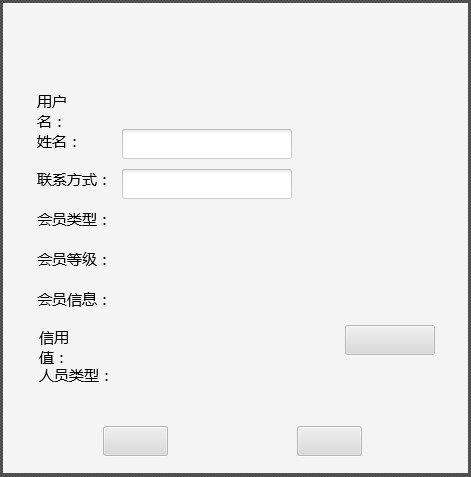 用户
名：
姓名：
联系方式：
会员类型：
会员等级：
会员信息：
信用
值：
人员类型：